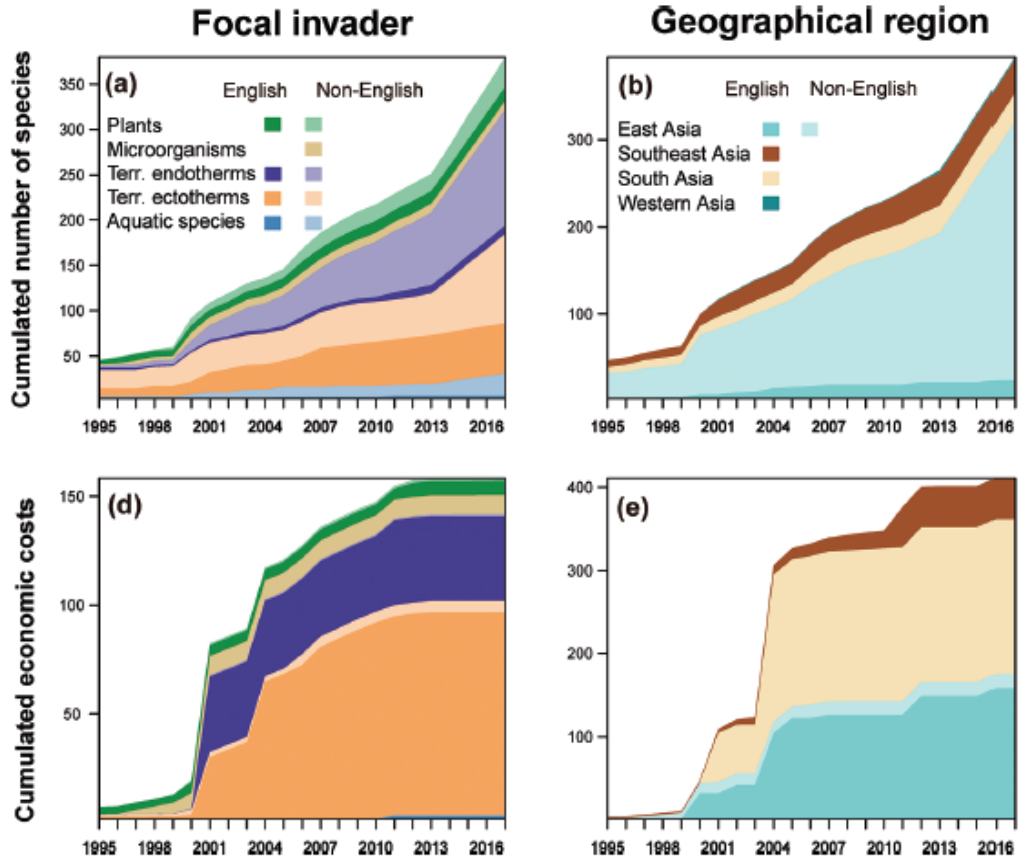 Focal invader
Geographical region
Cumulated number of species
(a)
English Non-English
Plants
Microorganisms
Terr. endotherms
Terr. ectotherms
Aquatic species
350
300
250
200
150
100
50
1995 1998 2001 2004 2007 2010 2013 2016
(b)
English Non-English
East Asia
Southeast Asia
South Asia
Western Asia
300
200
100
1995 1998 2001 2004 2007 2010 2013 2016
Cumulated economic costs
(d)
150
100
50
1995 1998 2001 2004 2007 2010 2013 2016
(e)
400
300
200
100
1995 1998 2001 2004 2007 2010 2013 2016